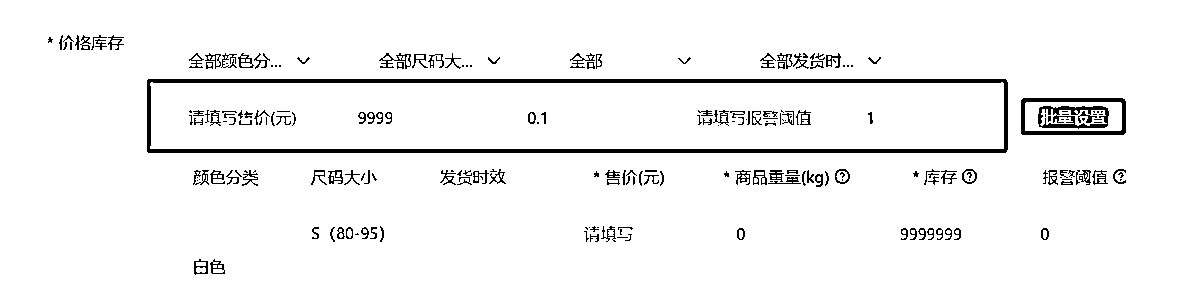 * 价格库存
全部颜色分... 全部尺码大... 全部 全部发货时...
请填写售价(元) 9999 0.1 请填写报警阈值 1 批量设置
颜色分类 尺码大小 发货时效 * 售价(元) * 商品重量(kg) * 库存 报警阈值
S（80-95） 请填写 0 9999999 0
白色